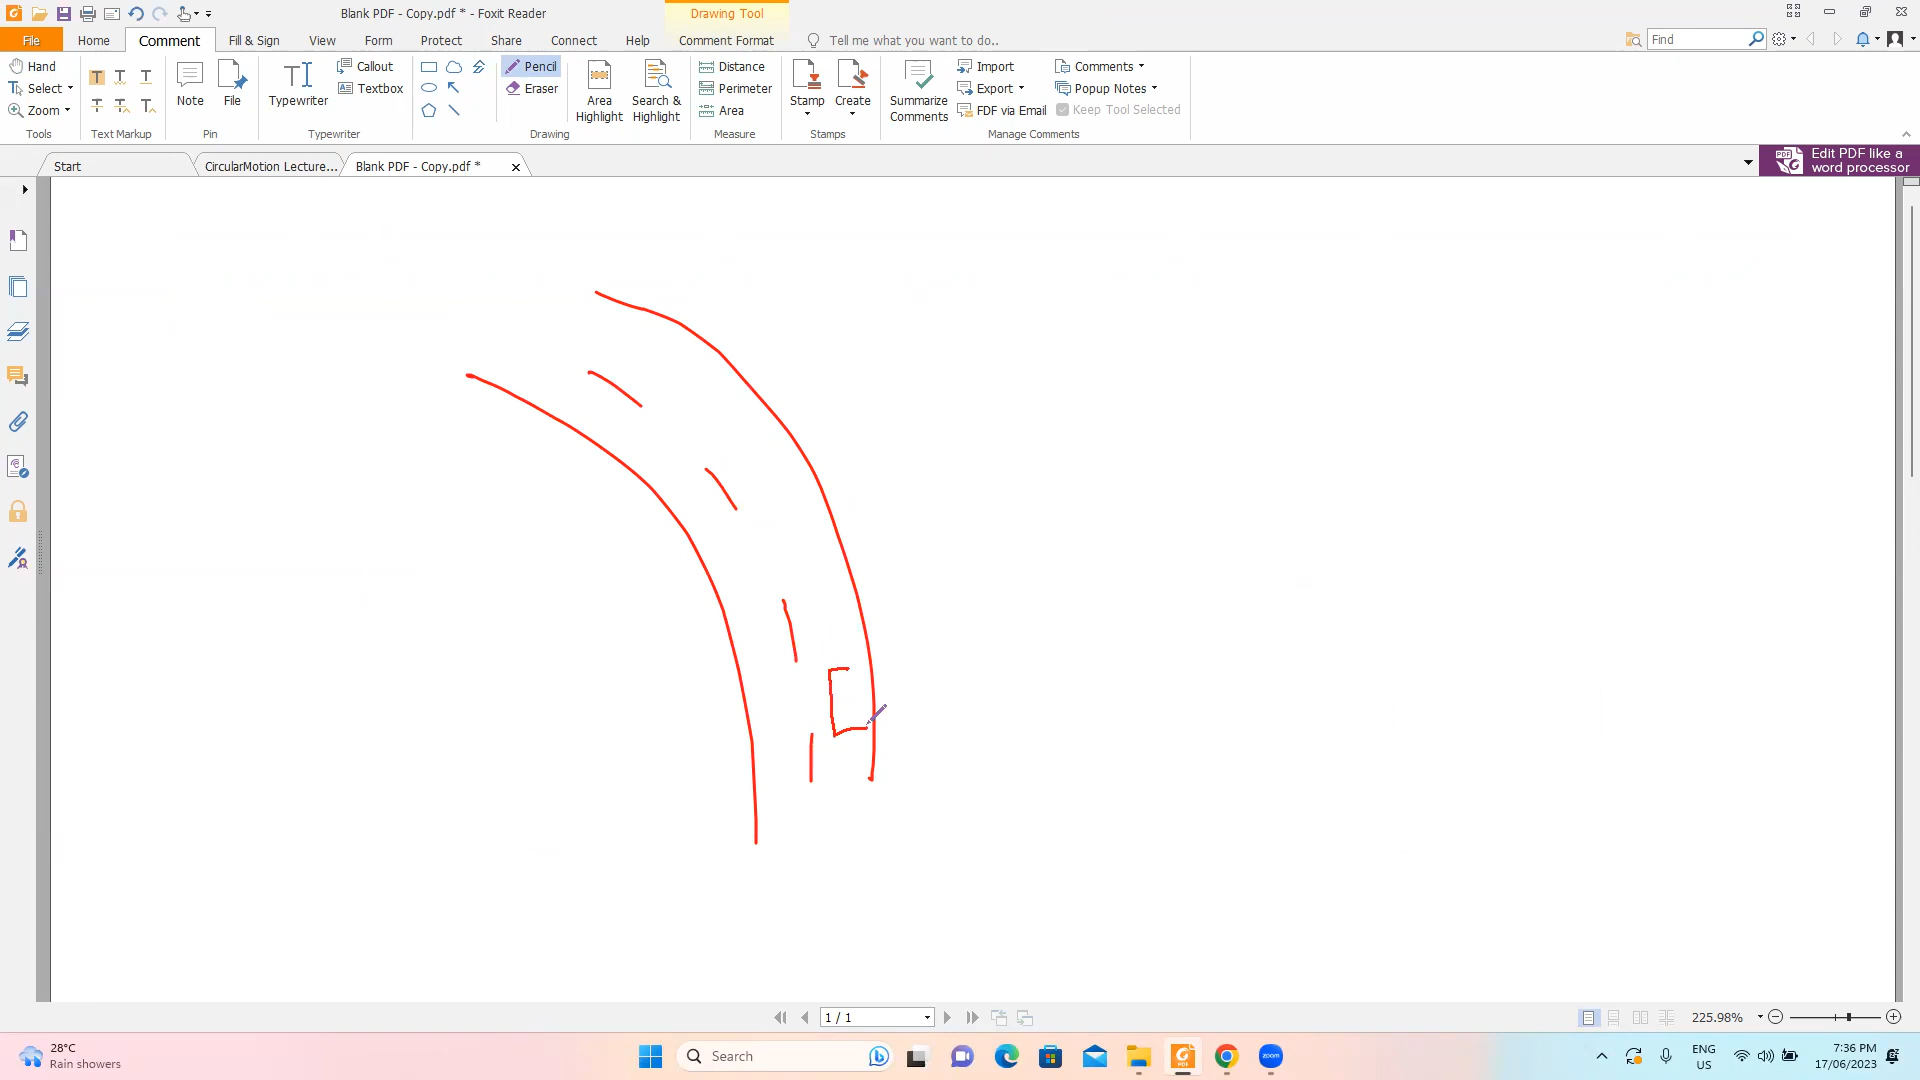 Blank PDF - Copy.pdf * - Foxit Reader
Drawing Tool
File Home Comment Fill & Sign View Form Protect Share Connect Help Comment Format Tell me what you want to do.. Find
Hand
Select
Zoom
Tools
Text Markup
Note
File
Pin
Typewriter
Callout
Textbox
Typewriter
Pencil
Eraser
Area Highlight
Search & Highlight
Drawing
Distance
Perimeter
Area
Measure
Stamp
Create
Stamps
Summarize Comments
Import
Export
FDF via Email
Comments
Popup Notes
Keep Tool Selected
Manage Comments
Start
CircularMotion Lecture...
Blank PDF - Copy.pdf *
Edit PDF like a
word processor
1 / 1
225.98%
28°C
Rain showers
Search
zoom
ENG
US
7:36 PM
17/06/2023